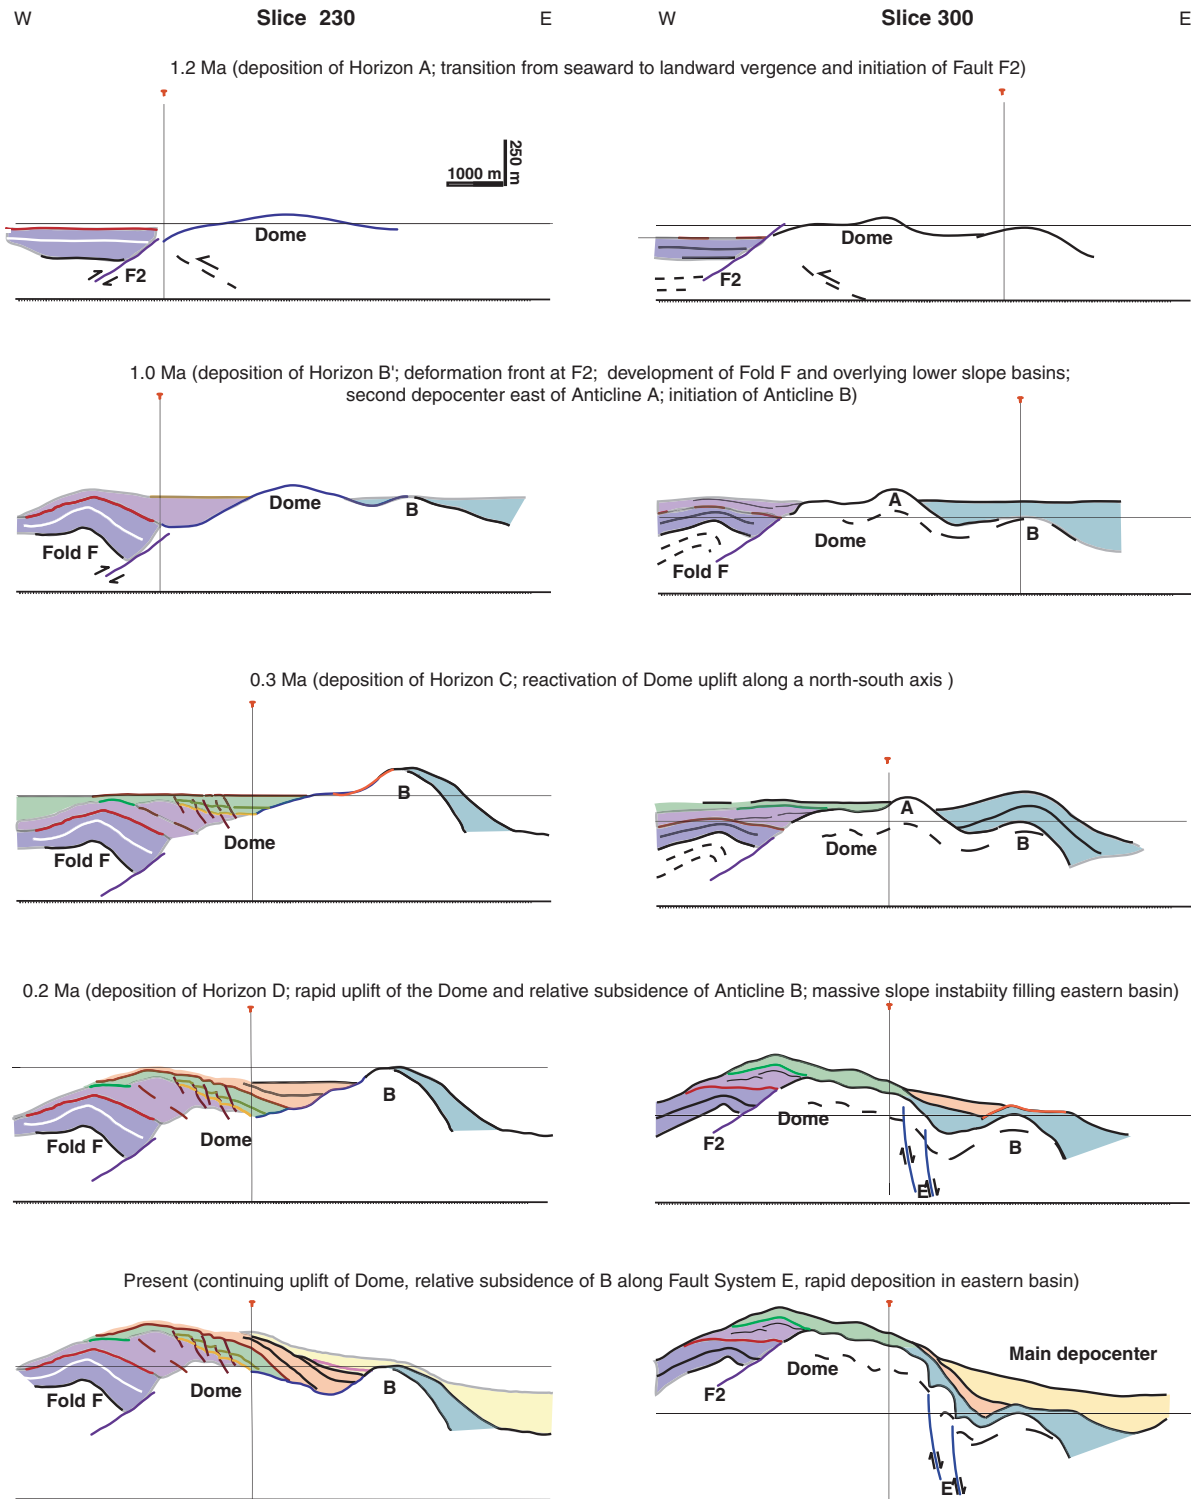 W Slice 230 E W Slice 300 E
1.2 Ma (deposition of Horizon A; transition from seaward to landward vergence and initiation of Fault F2)
1000 m 250 m
Dome Dome
F2 F2
1.0 Ma (deposition of Horizon B'; deformation front at F2; development of Fold F and overlying lower slope basins;
second depocenter east of Anticline A; initiation of Anticline B)
Dome B A
Fold F Dome B
Fold F
0.3 Ma (deposition of Horizon C; reactivation of Dome uplift along a north-south axis )
B A
Fold F Dome Dome B
0.2 Ma (deposition of Horizon D; rapid uplift of the Dome and relative subsidence of Anticline B; massive slope instabiity filling eastern basin)
B Dome
Fold F Dome F2 B
E
Present (continuing uplift of Dome, relative subsidence of B along Fault System E, rapid deposition in eastern basin)
Main depocenter
Dome B Dome
Fold F F2
E